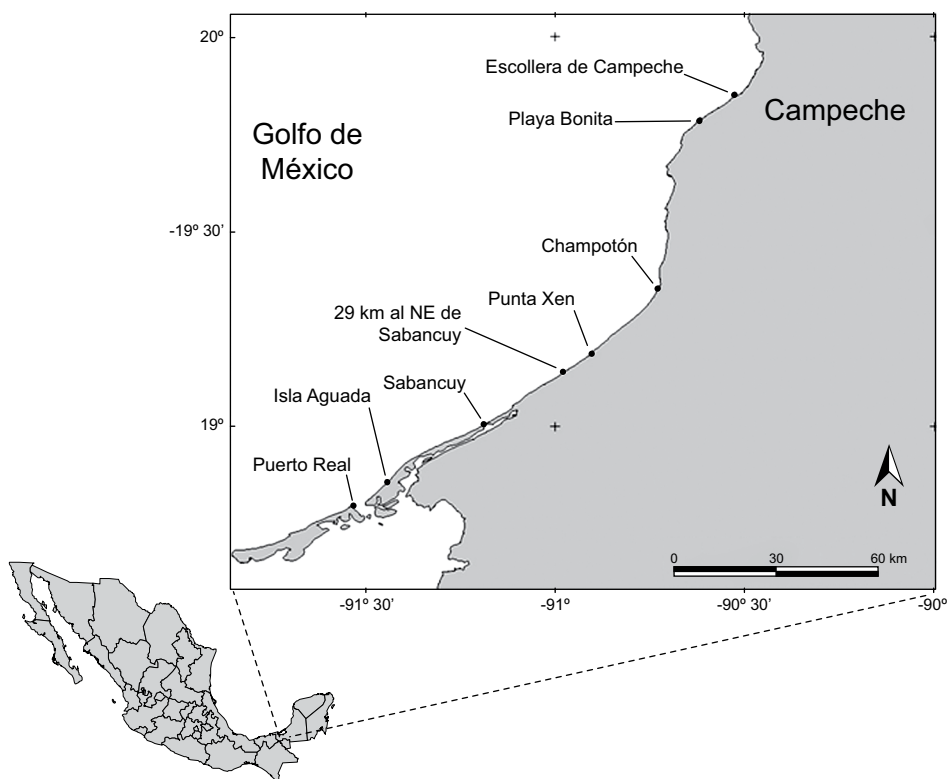 20º
Escollera de Campeche
Campeche
Playa Bonita
Golfo de
México
-19º 30'
Champotón
Punta Xen
29 km al NE de
Sabancuy
Sabancuy
Isla Aguada
19º
Puerto Real
N
0 30 60 km
-91º 30' -91º -90º 30' -90º